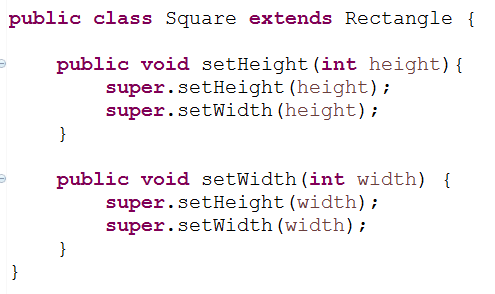 public class Square extends Rectangle {
public void setHeight(int height){
super.setHeight(height);
super.setWidth(height);
}
public void setWidth(int width) {
super.setHeight(width);
super.setWidth(width);
}
}